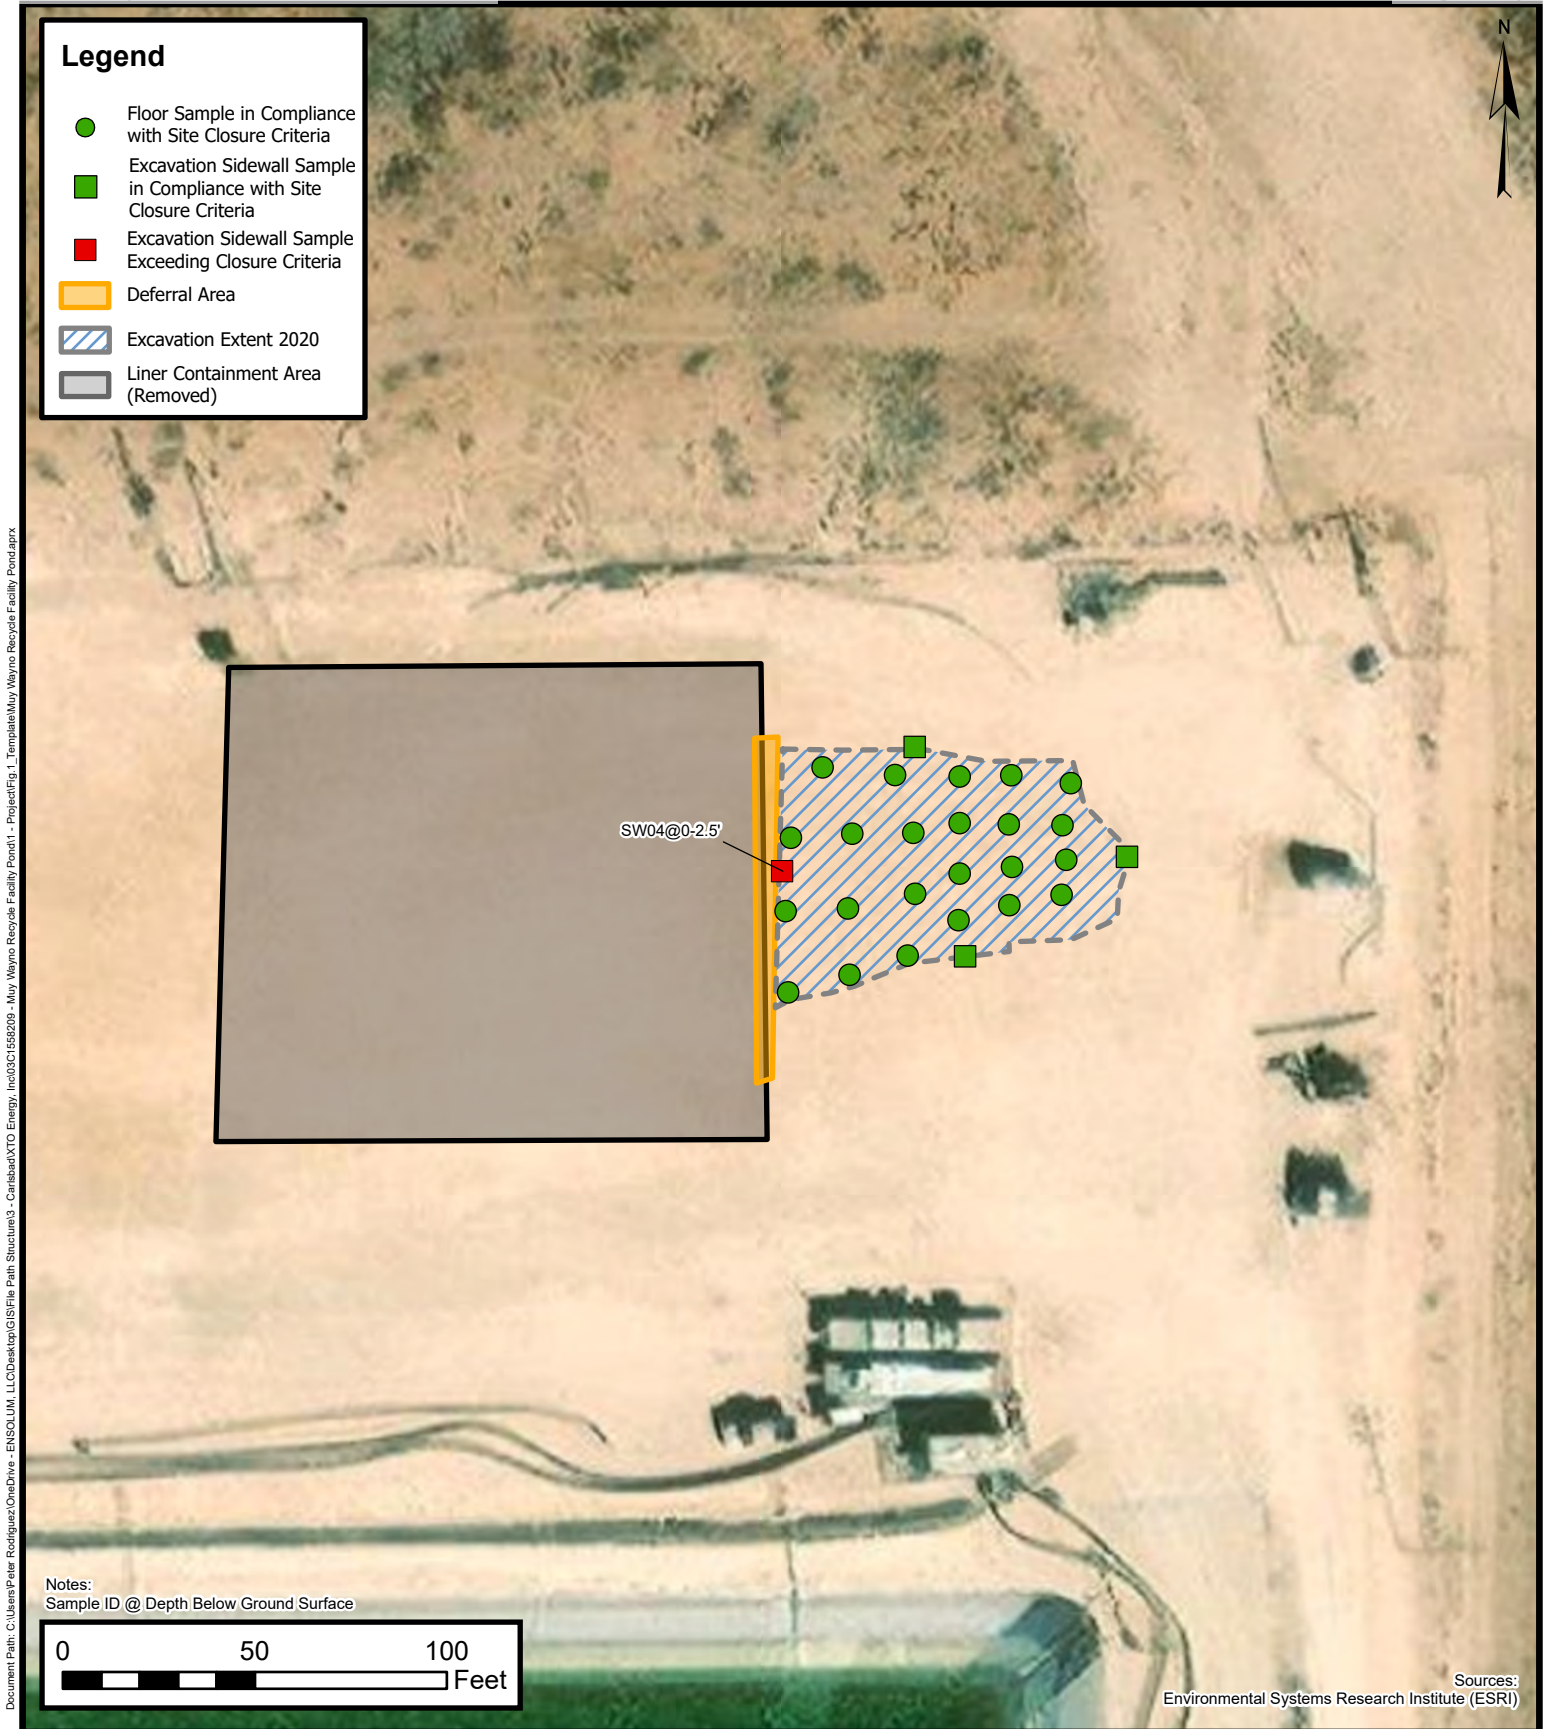 Legend
Floor Sample in Compliance
with Site Closure Criteria
Excavation Sidewall Sample
in Compliance with Site
Closure Criteria
Excavation Sidewall Sample
Exceeding Closure Criteria
Deferral Area
Excavation Extent 2020
Liner Containment Area
(Removed)
N
SW04@0-2.5'
Notes:
Sample ID @ Depth Below Ground Surface
0 50 100
Feet
Sources:
Environmental Systems Research Institute (ESRI)
Document Path: C:\Users\Peter Rodriguez\OneDrive - ENSOLUM, LLC\Desktop\GIS\File Path Structure\3 - Carlsbad\XTO Energy, Inc\03C1558209 - Muy Wayno Recycle Facility Pond\1 - Project\Fig.1_Template\Muy Wayno Recycle Facility Pond.aprx